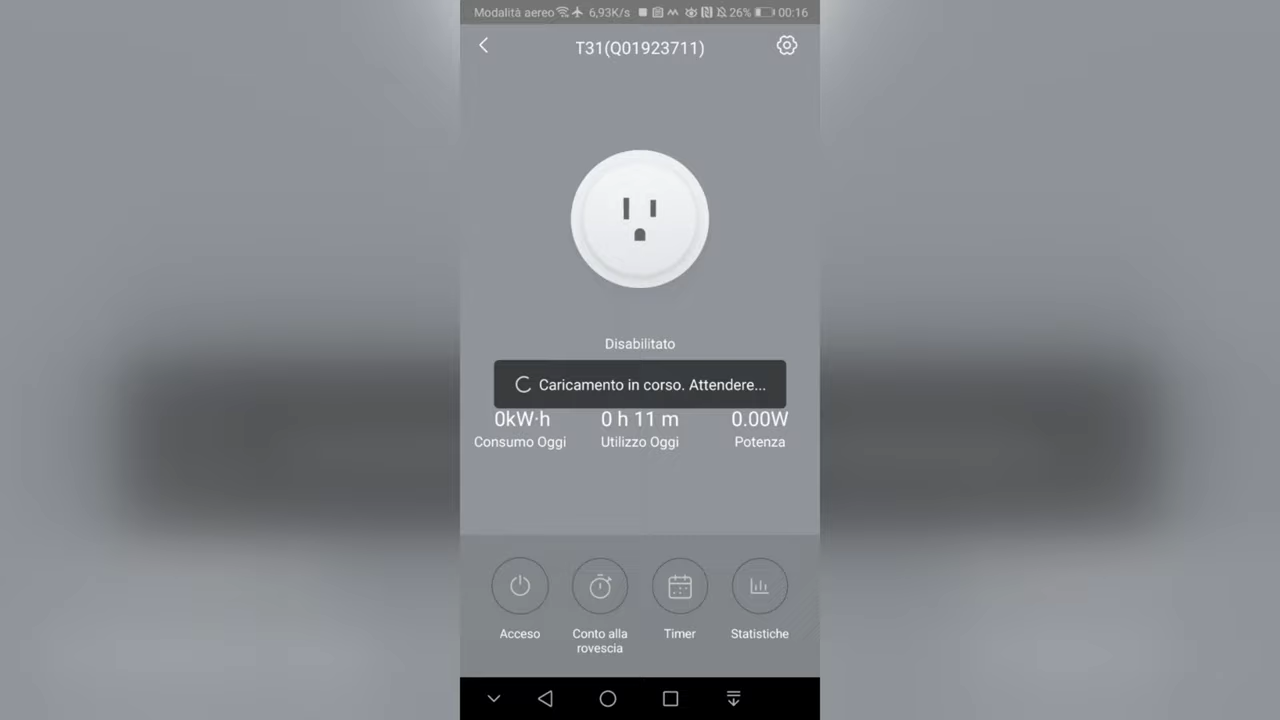 Modalità aereo 6,93K/s 26% 00:16
T31(Q01923711)
Disabilitato
Caricamento in corso. Attendere...
0kW·h 0 h 11 m 0.00W
Consumo Oggi Utilizzo Oggi Potenza
Acceso Conto alla rovescia Timer Statistiche